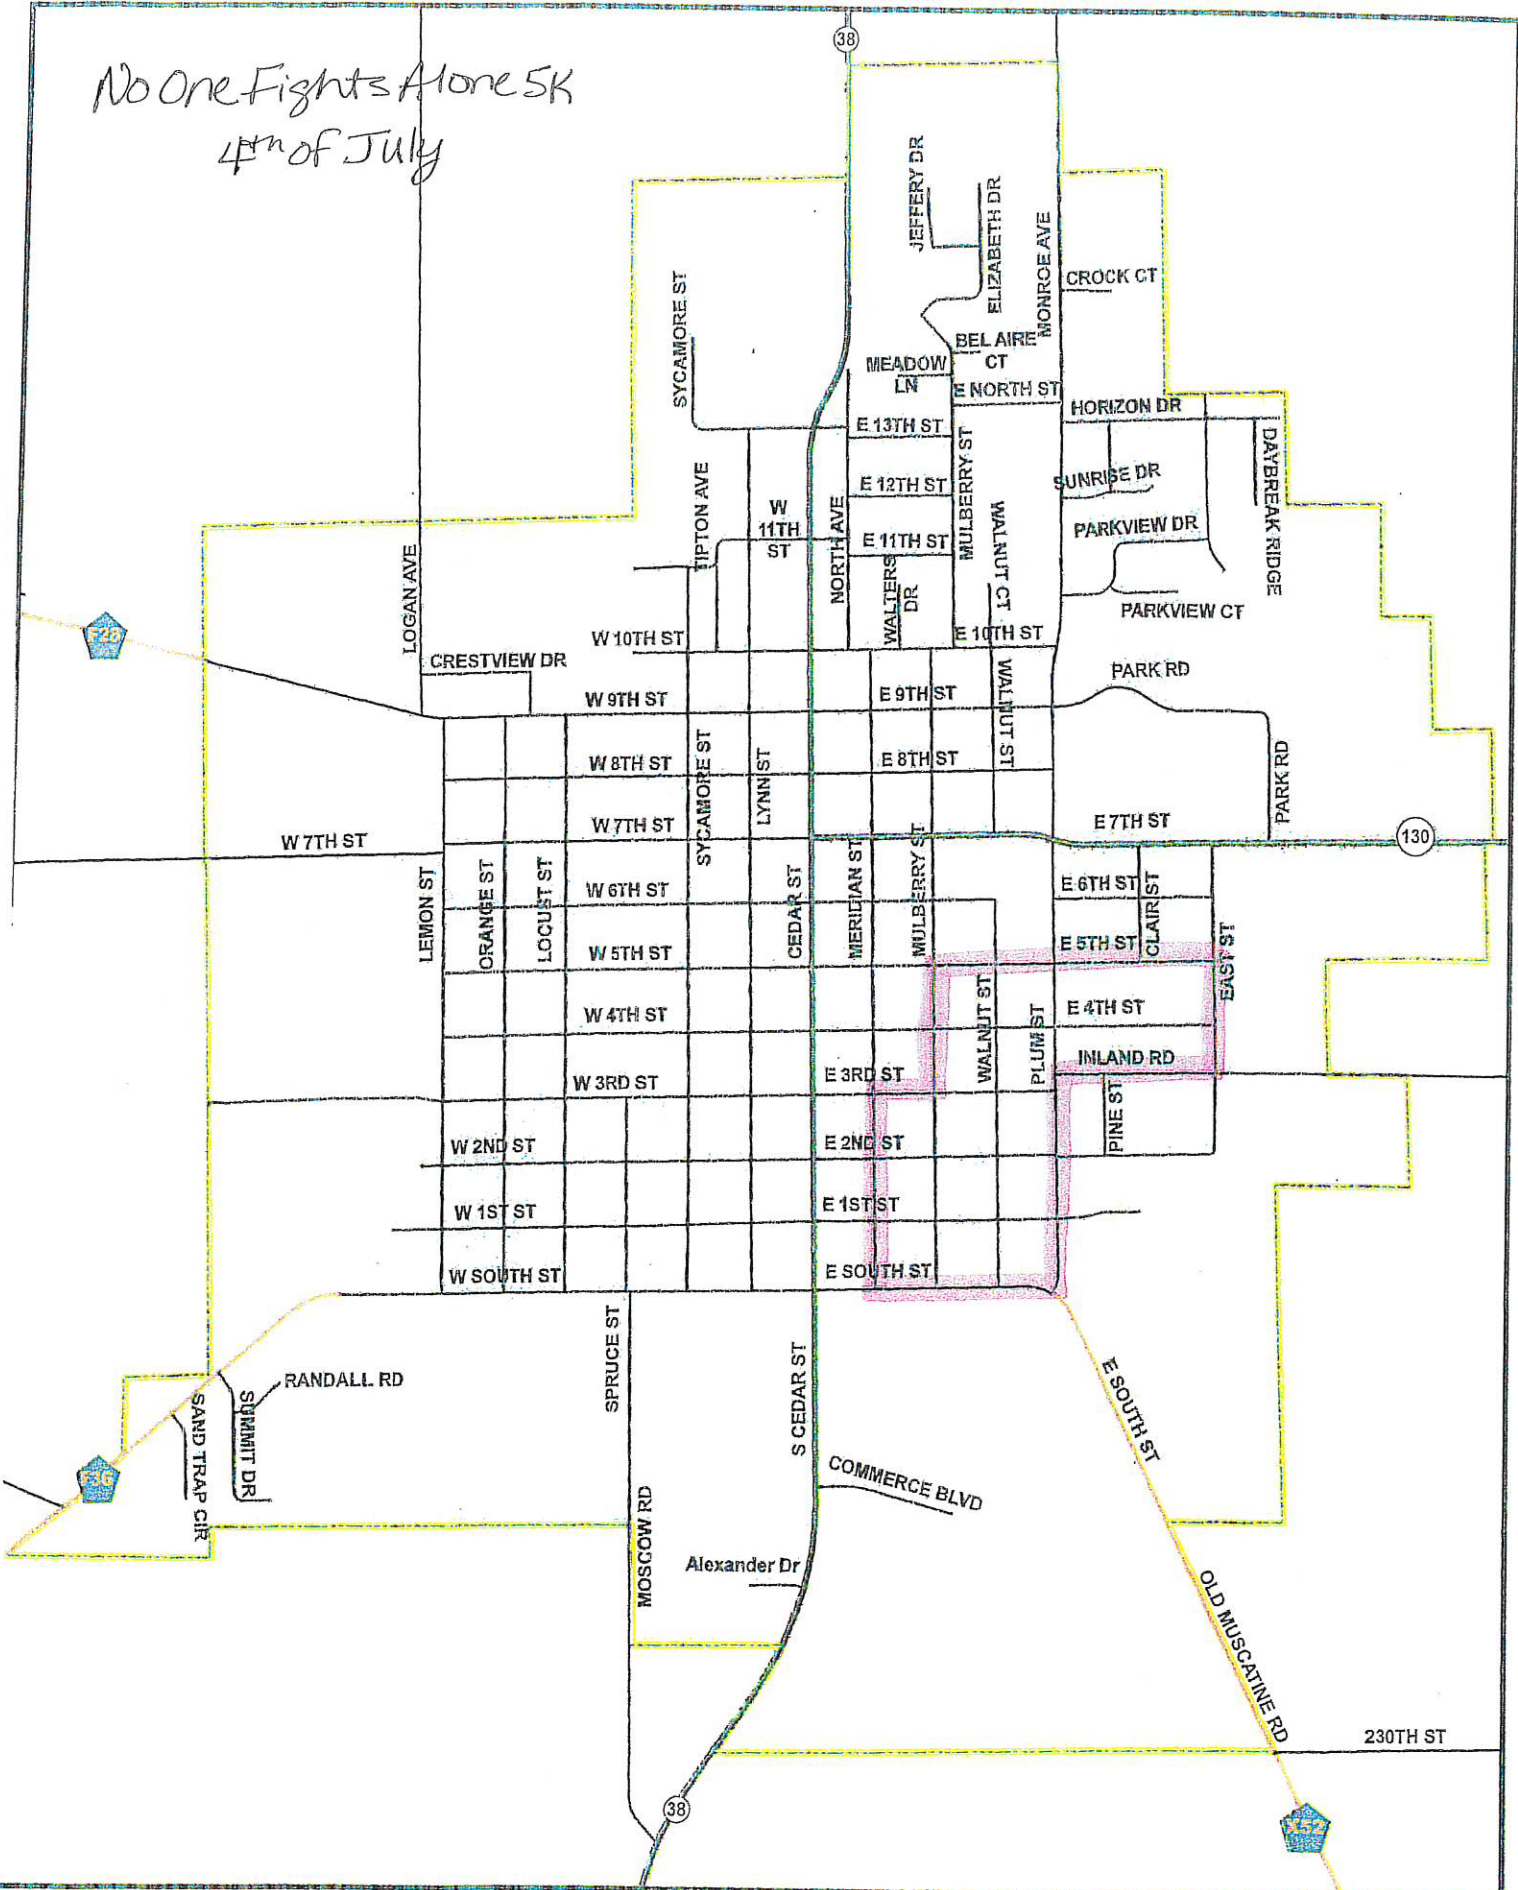 No One Fights Alone 5K
4th of July
38
JEFFERY DR
ELIZABETH DR
MONROE AVE
CROCK CT
SYCAMORE ST
BEL AIRE
CT
MEADOW
LN
E NORTH ST
HORIZON DR
E 13TH ST
MULBERRY ST
DAYBREAK RIDGE
TIPTON AVE
E 12TH ST
SUNRISE DR
W
11TH
ST
NORTH AVE
E 11TH ST
WALNUT CT
PARKVIEW DR
LOGAN AVE
WALTERS
DR
PARKVIEW CT
F28
W 10TH ST
E 10TH ST
CRESTVIEW DR
PARK RD
W 9TH ST
E 9TH ST
WALNUT ST
W 8TH ST
SYCAMORE ST
LYNN ST
E 8TH ST
PARK RD
W 7TH ST
W 7TH ST
E 7TH ST
130
LEMON ST
ORANGE ST
LOCUST ST
W 6TH ST
CEDAR ST
MERIDIAN ST
MULBERRY ST
E 6TH ST
CLAIR ST
W 5TH ST
E 5TH ST
EAST ST
W 4TH ST
WALNUT ST
PLUM ST
E 4TH ST
W 3RD ST
E 3RD ST
INLAND RD
W 2ND ST
E 2ND ST
PINE ST
W 1ST ST
E 1ST ST
W SOUTH ST
E SOUTH ST
SPRUCE ST
S CEDAR ST
E SOUTH ST
RANDALL RD
SAND TRAP CIR
SUMMIT DR
F36
COMMERCE BLVD
MOSCOW RD
Alexander Dr
OLD MUSCATINE RD
230TH ST
38
X52